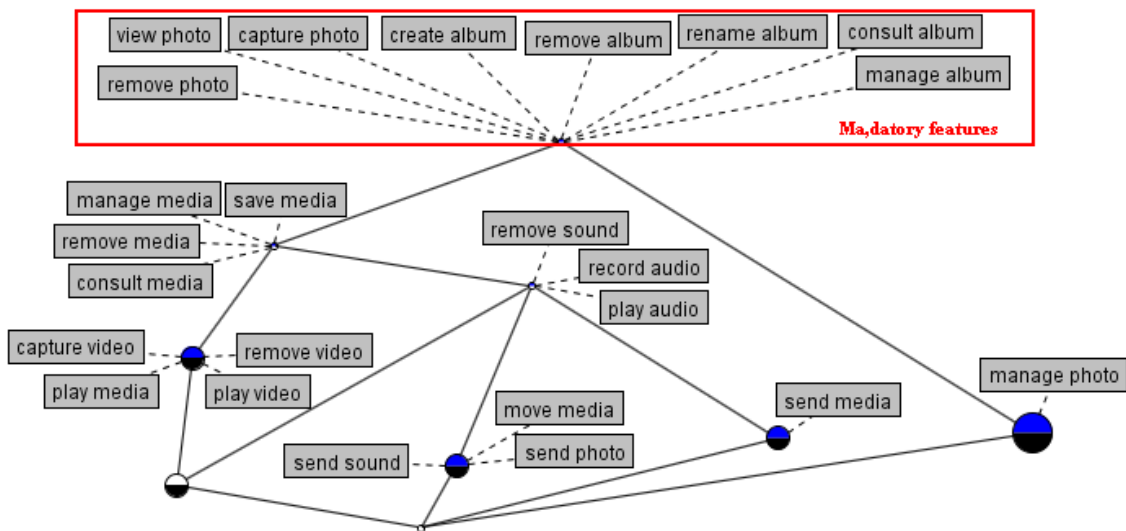 view photo
capture photo
create album
remove album
rename album
consult album
remove photo
manage album
Ma,datory features
manage media
save media
remove media
consult media
remove sound
record audio
play audio
capture video
remove video
play media
play video
manage photo
move media
send media
send sound
send photo